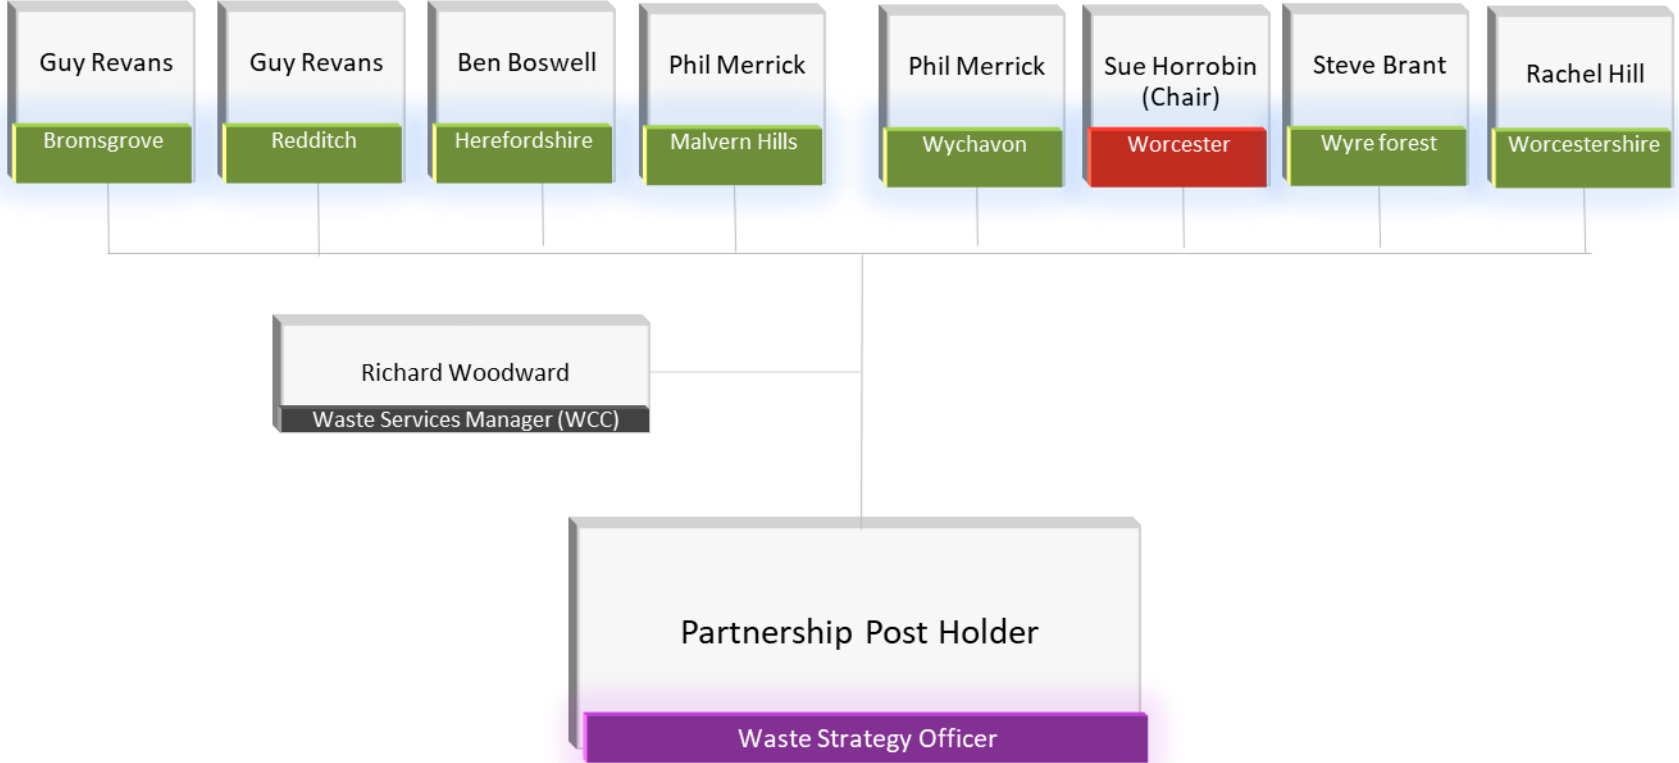 Guy Revans
Bromsgrove
Guy Revans
Redditch
Ben Boswell
Herefordshire
Phil Merrick
Malvern Hills
Phil Merrick
Wychavon
Sue Horrobin
(Chair)
Worcester
Steve Brant
Wyre forest
Rachel Hill
Worcestershire
Richard Woodward
Waste Services Manager (WCC)
Partnership Post Holder
Waste Strategy Officer